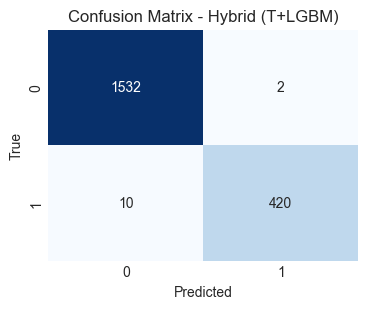 Confusion Matrix - Hybrid (T+LGBM)
True
0
1532
2
1
10
420
0
1
Predicted